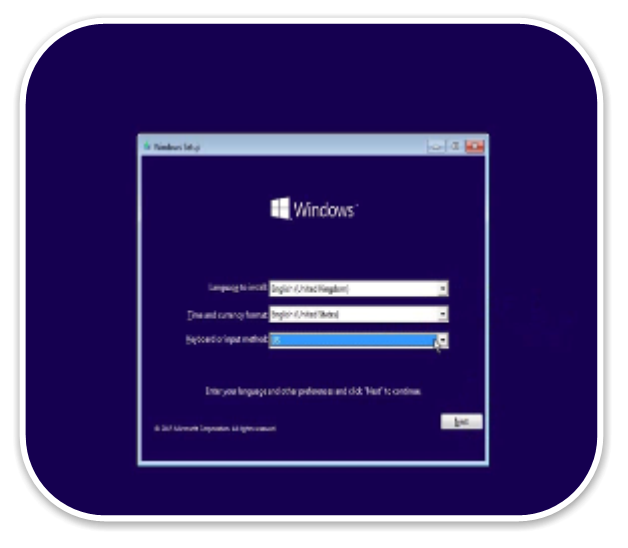 Windows Setup
Windows
Language to install: English (United Kingdom)
Time and currency format: English (United States)
Keyboard or input method: US
Enter your language and other preferences and click "Next" to continue.
Microsoft Corporation. All rights reserved.
Next